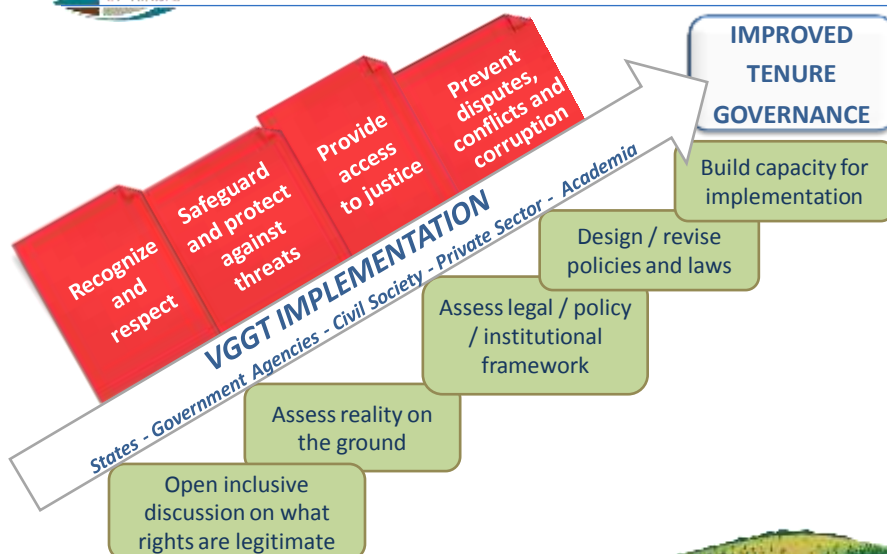 IMPROVED
TENURE
GOVERNANCE
Recognize
and
respect
Safeguard
and protect
against
threats
Provide
access
to justice
Prevent
disputes,
conflicts and
corruption
VGGT IMPLEMENTATION
States - Government Agencies - Civil Society - Private Sector - Academia
Build capacity for
implementation
Design / revise
policies and laws
Assess legal / policy
/ institutional
framework
Assess reality on
the ground
Open inclusive
discussion on what
rights are legitimate